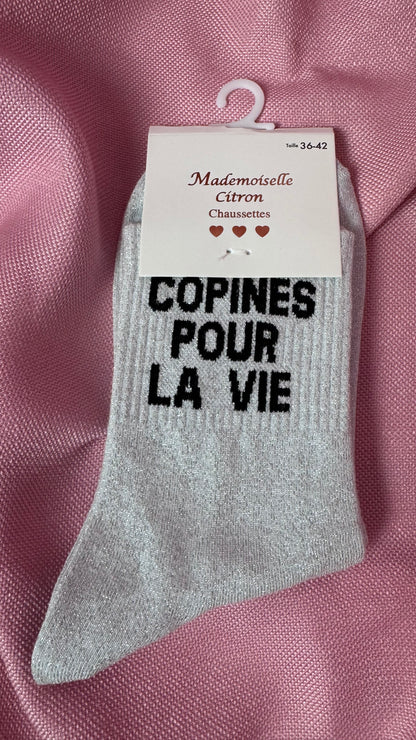 Taille 36-42
Mademoiselle
Citron
Chaussettes
COPINES
POUR
LA VIE